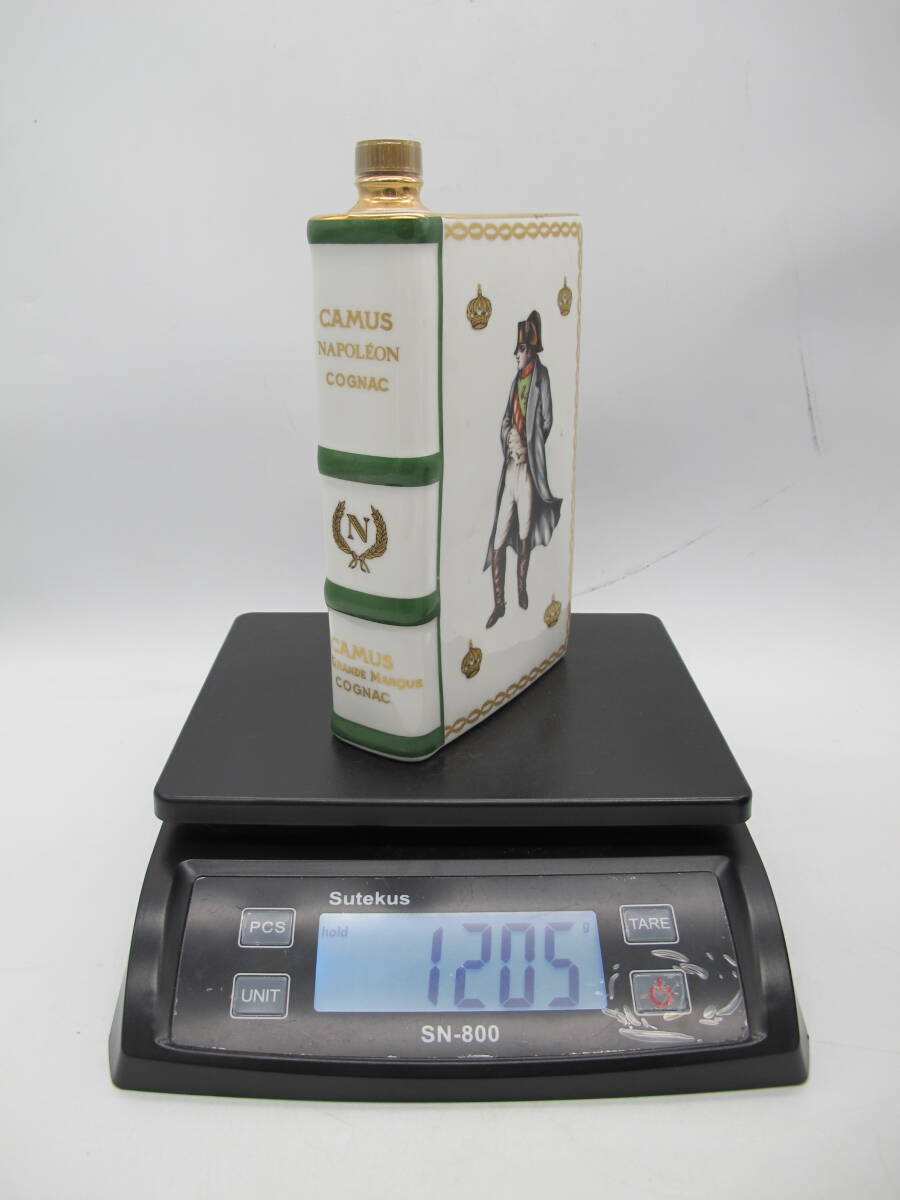 CAMUS
NAPOLÉON
COGNAC
N
CAMUS
GRANDE MARQUE
COGNAC
Sutekus
PCS
hold
1205
g
TARE
UNIT
SN-800